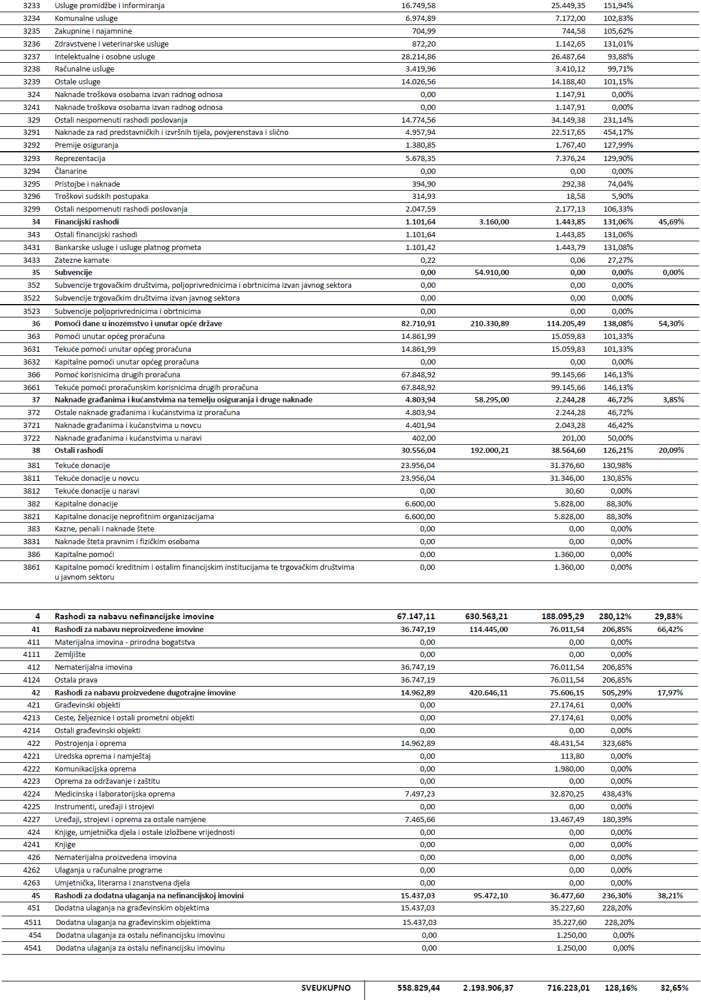 3233 Usluge promidžbe i informiranja 16.749,58 25.449,35 151,94%
3234 Komunalne usluge 6.974,89 7.172,00 102,83%
3235 Zakupnine i najamnine 704,99 744,58 105,62%
3236 Zdravstvene i veterinarske usluge 872,20 1.142,65 131,01%
3237 Intelektualne i osobne usluge 28.214,86 26.487,64 93,88%
3238 Računalne usluge 3.419,96 3.410,12 99,71%
3239 Ostale usluge 14.026,56 14.188,40 101,15%
324 Naknade troškova osobama izvan radnog odnosa 0,00 1.147,91 0,00%
3241 Naknade troškova osobama izvan radnog odnosa 0,00 1.147,91 0,00%
329 Ostali nespomenuti rashodi poslovanja 14.774,56 34.149,38 231,14%
3291 Naknade za rad predstavničkih i izvršnih tijela, povjerenstava i slično 4.957,94 22.517,65 454,17%
3292 Premije osiguranja 1.380,85 1.767,40 127,99%
3293 Reprezentacija 5.678,35 7.376,24 129,90%
3294 Članarine 0,00 0,00 0,00%
3295 Pristojbe i naknade 394,90 292,38 74,04%
3296 Troškovi sudskih postupaka 314,93 18,58 5,90%
3299 Ostali nespomenuti rashodi poslovanja 2.047,59 2.177,13 106,33%
34 Financijski rashodi 1.101,64 3.160,00 1.443,85 131,06% 45,69%
343 Ostali financijski rashodi 1.101,64 1.443,85 131,06%
3431 Bankarske usluge i usluge platnog prometa 1.101,42 1.443,79 131,08%
3433 Zatezne kamate 0,22 0,06 27,27%
35 Subvencije 0,00 54.910,00 0,00 0,00% 0,00%
352 Subvencije trgovačkim društvima, poljoprivrednicima i obrtnicima izvan javnog sektora 0,00 0,00 0,00%
3522 Subvencije trgovačkim društvima izvan javnog sektora 0,00 0,00 0,00%
3523 Subvencije poljoprivrednicima i obrtnicima 0,00 0,00 0,00%
36 Pomoći dane u inozemstvo i unutar opće države 82.710,91 210.330,89 114.205,49 138,08% 54,30%
363 Pomoći unutar općeg proračuna 14.861,99 15.059,83 101,33%
3631 Tekuće pomoći unutar općeg proračuna 14.861,99 15.059,83 101,33%
3632 Kapitalne pomoći unutar općeg proračuna 0,00 0,00 0,00%
366 Pomoć korisnicima drugih proračuna 67.848,92 99.145,66 146,13%
3661 Tekuće pomoći proračunskim korisnicima drugih proračuna 67.848,92 99.145,66 146,13%
37 Naknade građanima i kućanstvima na temelju osiguranja i druge naknade 4.803,94 58.295,00 2.244,28 46,72% 3,85%
372 Ostale naknade građanima i kućanstvima iz proračuna 4.803,94 2.244,28 46,72%
3721 Naknade građanima i kućanstvima u novcu 4.401,94 2.043,28 46,42%
3722 Naknade građanima i kućanstvima u naravi 402,00 201,00 50,00%
38 Ostali rashodi 30.556,04 192.000,21 38.564,60 126,21% 20,09%
381 Tekuće donacije 23.956,04 31.376,60 130,98%
3811 Tekuće donacije u novcu 23.956,04 31.346,00 130,85%
3812 Tekuće donacije u naravi 0,00 30,60 0,00%
382 Kapitalne donacije 6.600,00 5.828,00 88,30%
3821 Kapitalne donacije neprofitnim organizacijama 6.600,00 5.828,00 88,30%
383 Kazne, penali i naknade štete 0,00 0,00 0,00%
3831 Naknade šteta pravnim i fizičkim osobama 0,00 0,00 0,00%
386 Kapitalne pomoći 0,00 1.360,00 0,00%
3861 Kapitalne pomoći kreditnim i ostalim financijskim institucijama te trgovačkim društvima 0,00 1.360,00 0,00%
u javnom sektoru
4 Rashodi za nabavu nefinancijske imovine 67.147,11 630.563,21 188.095,29 280,12% 29,83%
41 Rashodi za nabavu neproizvedene imovine 36.747,19 114.445,00 76.011,54 206,85% 66,42%
411 Materijalna imovina - prirodna bogatstva 0,00 0,00 0,00%
4111 Zemljište 0,00 0,00 0,00%
412 Nematerijalna imovina 36.747,19 76.011,54 206,85%
4124 Ostala prava 36.747,19 76.011,54 206,85%
42 Rashodi za nabavu proizvedene dugotrajne imovine 14.962,89 420.646,11 75.606,15 505,29% 17,97%
421 Građevinski objekti 0,00 27.174,61 0,00%
4213 Ceste, željeznice i ostali prometni objekti 0,00 27.174,61 0,00%
4214 Ostali građevinski objekti 0,00 0,00 0,00%
422 Postrojenja i oprema 14.962,89 48.431,54 323,68%
4221 Uredska oprema i namještaj 0,00 113,80 0,00%
4222 Komunikacijska oprema 0,00 1.980,00 0,00%
4223 Oprema za održavanje i zaštitu 0,00 0,00 0,00%
4224 Medicinska i laboratorijska oprema 7.497,23 32.870,25 438,43%
4225 Instrumenti, uređaji i strojevi 0,00 0,00 0,00%
4227 Uređaji, strojevi i oprema za ostale namjene 7.465,66 13.467,49 180,39%
424 Knjige, umjetnička djela i ostale izložbene vrijednosti 0,00 0,00 0,00%
4241 Knjige 0,00 0,00 0,00%
426 Nematerijalna proizvedena imovina 0,00 0,00 0,00%
4262 Ulaganja u računalne programe 0,00 0,00 0,00%
4263 Umjetnička, literarna i znanstvena djela 0,00 0,00 0,00%
45 Rashodi za dodatna ulaganja na nefinancijskoj imovini 15.437,03 95.472,10 36.477,60 236,30% 38,21%
451 Dodatna ulaganja na građevinskim objektima 15.437,03 35.227,60 228,20%
4511 Dodatna ulaganja na građevinskim objektima 15.437,03 35.227,60 228,20%
454 Dodatna ulaganja za ostalu nefinancijsku imovinu 0,00 1.250,00 0,00%
4541 Dodatna ulaganja za ostalu nefinancijsku imovinu 0,00 1.250,00 0,00%
SVEUKUPNO 558.829,44 2.193.906,37 716.223,01 128,16% 32,65%